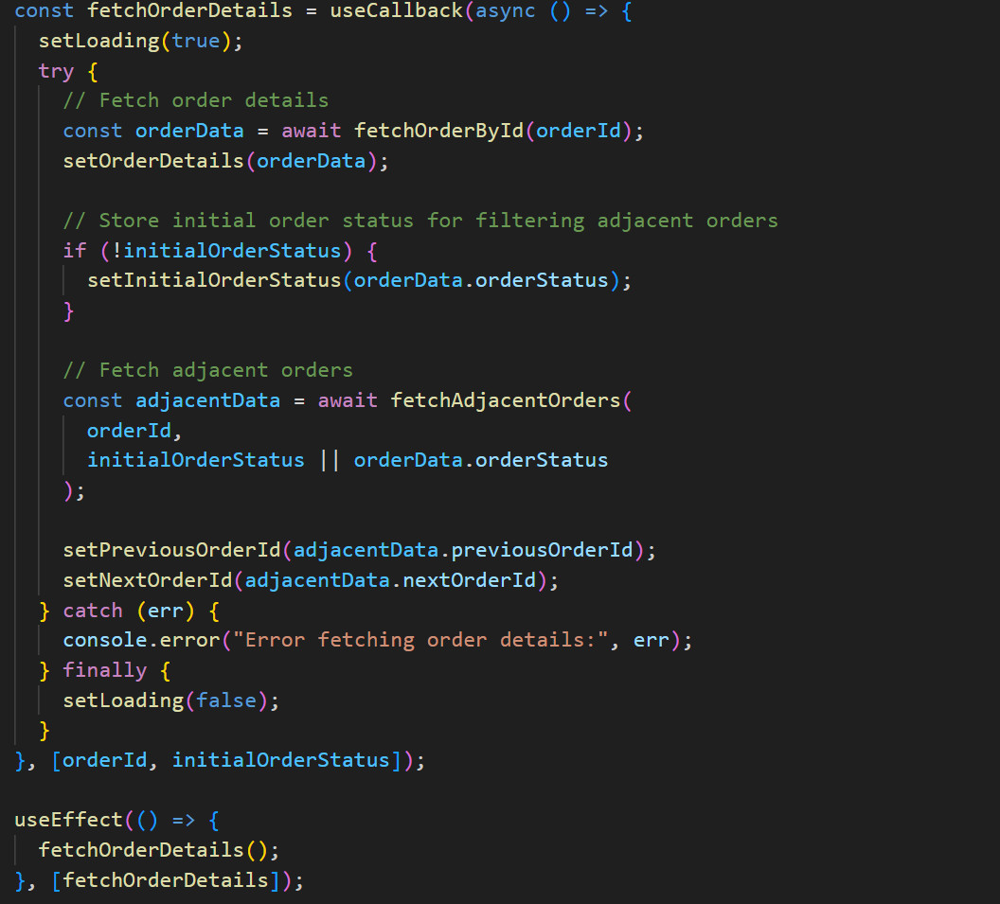 const fetchOrderDetails = useCallback(async () => {
  setLoading(true);
  try {
    // Fetch order details
    const orderData = await fetchOrderById(orderId);
    setOrderDetails(orderData);

    // Store initial order status for filtering adjacent orders
    if (!initialOrderStatus) {
      setInitialOrderStatus(orderData.orderStatus);
    }

    // Fetch adjacent orders
    const adjacentData = await fetchAdjacentOrders(
      orderId,
      initialOrderStatus || orderData.orderStatus
    );

    setPreviousOrderId(adjacentData.previousOrderId);
    setNextOrderId(adjacentData.nextOrderId);
  } catch (err) {
    console.error("Error fetching order details:", err);
  } finally {
    setLoading(false);
  }
}, [orderId, initialOrderStatus]);

useEffect(() => {
  fetchOrderDetails();
}, [fetchOrderDetails]);